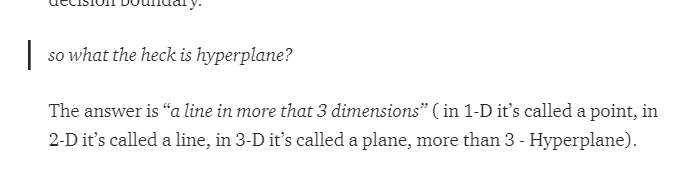 decision boundary.
so what the heck is hyperplane?
The answer is “a line in more that 3 dimensions” ( in 1-D it’s called a point, in
2-D it’s called a line, in 3-D it’s called a plane, more than 3 - Hyperplane).